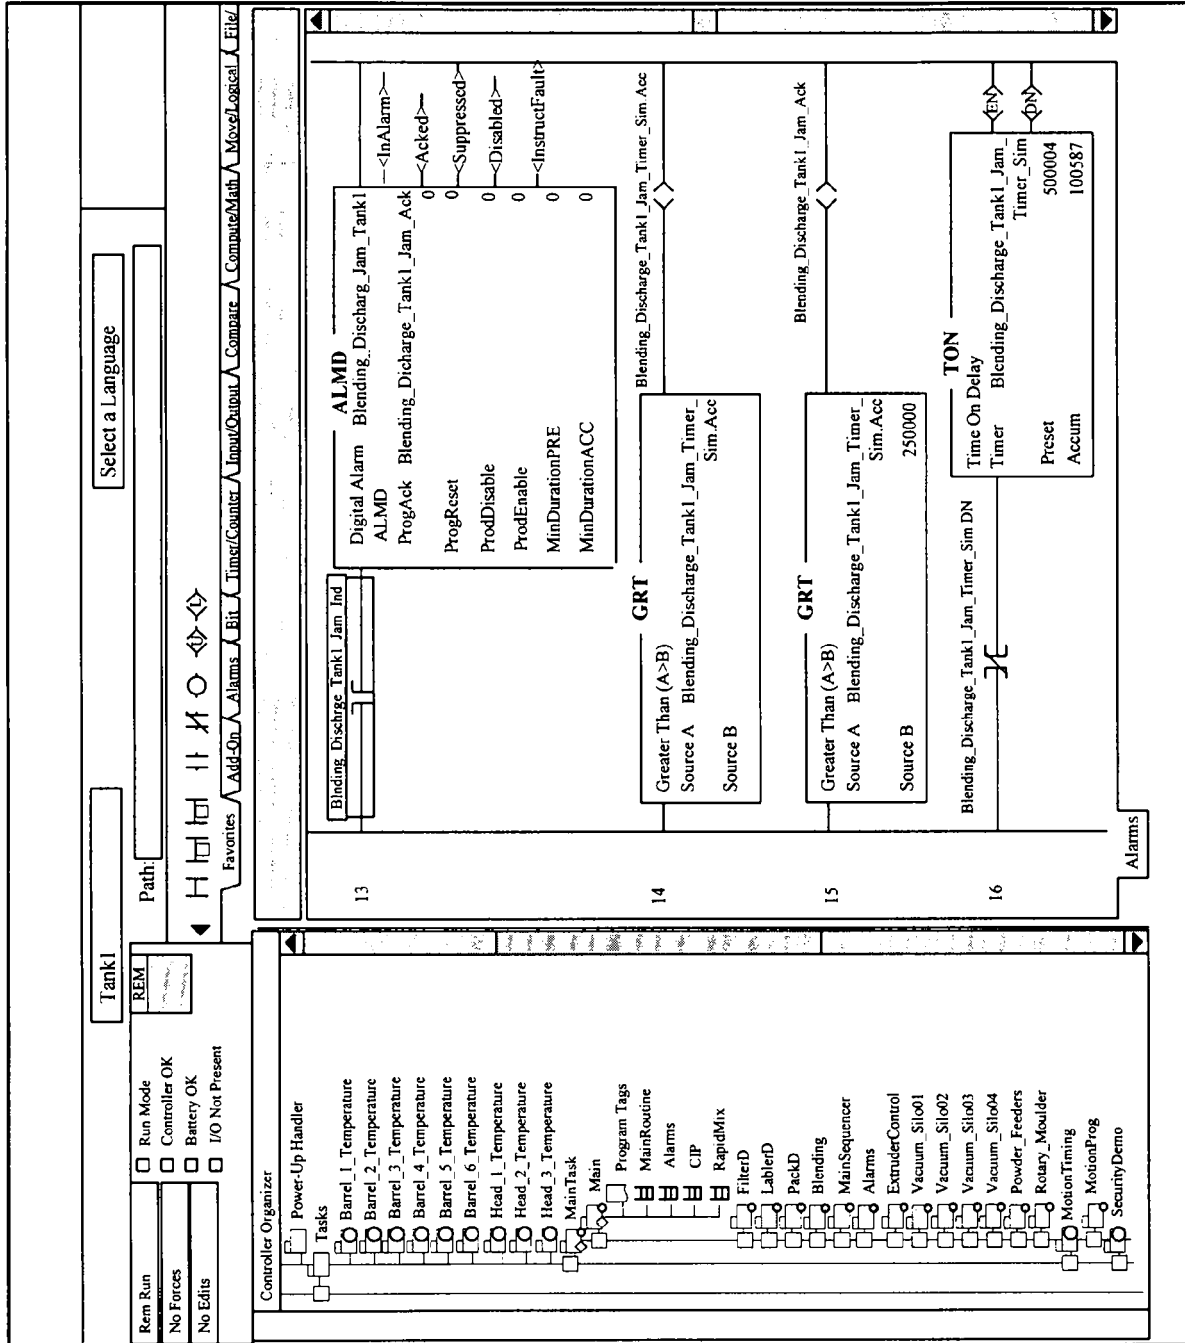 Tank1
Select a Language
Rem Run
No Forces
No Edits
Run Mode
Controller OK
Battery OK
I/O Not Present
REM
Path:
Favorites
Add-On
Alarms
Bit
Timer/Counter
Input/Output
Compare
Compute/Math
Move/Logical
File/
Controller Organizer
Power-Up Handler
Tasks
Barrel_1_Temperature
Barrel_2_Temperature
Barrel_3_Temperature
Barrel_4_Temperature
Barrel_5_Temperature
Barrel_6_Temperature
Head_1_Temperature
Head_2_Temperature
Head_3_Temperature
MainTask
Main
Program Tags
MainRoutine
Alarms
CIP
RapidMix
FilterD
LablerD
PackD
Blending
MainSequencer
Alarms
ExtruderControl
Vacuum_Silo01
Vacuum_Silo02
Vacuum_Silo03
Vacuum_Silo04
Powder_Feeders
Rotary_Moulder
MotionTiming
MotionProg
SecurityDemo
13
Blnding_Dischrge_Tank1_Jam_Ind
ALMD
Digital Alarm
ALMD Blending_Discharg_Jam_Tank1
ProgAck Blending_Dicharge_Tank1_Jam_Ack
0
ProgReset 0
ProdDisable 0
ProdEnable 0
MinDurationPRE 0
MinDurationACC 0
<InAlarm>
<Acked>
<Suppressed>
<Disabled>
<InstructFault>
14
GRT
Greater Than (A>B)
Source A Blending_Discharge_Tank1_Jam_Timer_
Sim.Acc
Source B
Blending_Discharge_Tank1_Jam_Timer_Sim.Acc
15
GRT
Greater Than (A>B)
Source A Blending_Discharge_Tank1_Jam_Timer_
Sim.Acc
Source B 250000
Blending_Discharge_Tank1_Jam_Ack
16
Blending_Discharge_Tank1_Jam_Timer_Sim DN
TON
Time On Delay
Timer Blending_Discharge_Tank1_Jam_
Timer_Sim
Preset 500004
Accum 100587
EN
DN
Alarms